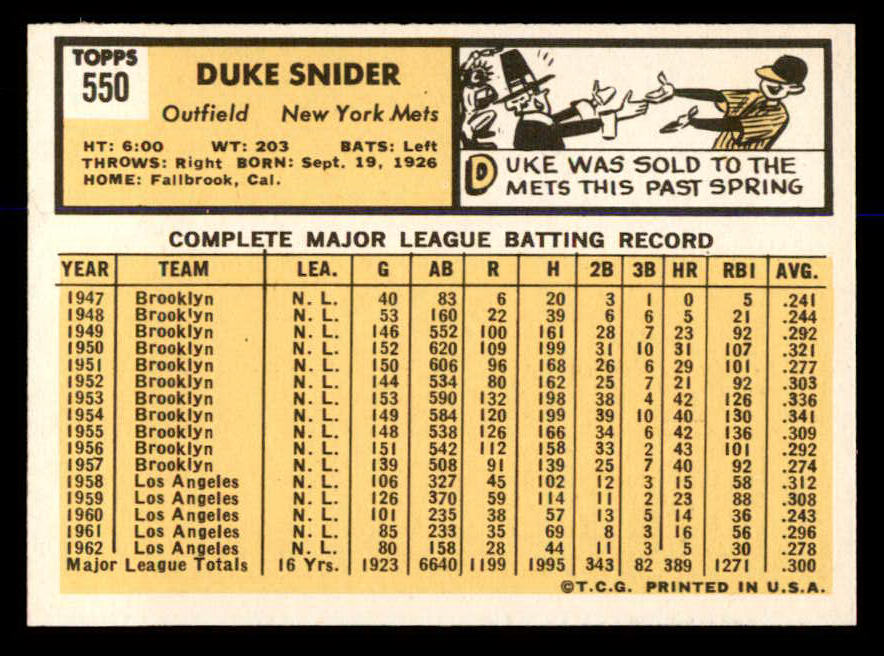 TOPPS
550
DUKE SNIDER
Outfield New York Mets
HT: 6:00 WT: 203 BATS: Left
THROWS: Right BORN: Sept. 19, 1926
HOME: Fallbrook, Cal.
DUKE WAS SOLD TO THE
METS THIS PAST SPRING
COMPLETE MAJOR LEAGUE BATTING RECORD
YEAR TEAM LEA. G AB R H 2B 3B HR RBI AVG.
1947 Brooklyn N. L. 40 83 6 20 3 1 0 5 .241
1948 Brooklyn N. L. 53 160 22 39 6 6 5 21 .244
1949 Brooklyn N. L. 146 552 100 161 28 7 23 92 .292
1950 Brooklyn N. L. 152 620 109 199 31 10 31 107 .321
1951 Brooklyn N. L. 150 606 96 168 26 6 29 101 .277
1952 Brooklyn N. L. 144 534 80 162 25 7 21 92 .303
1953 Brooklyn N. L. 153 590 132 198 38 4 42 126 .336
1954 Brooklyn N. L. 149 584 120 199 39 10 40 130 .341
1955 Brooklyn N. L. 148 538 126 166 34 6 42 136 .309
1956 Brooklyn N. L. 151 542 112 158 33 2 43 101 .292
1957 Brooklyn N. L. 139 508 91 139 25 7 40 92 .274
1958 Los Angeles N. L. 106 327 45 102 12 3 15 58 .312
1959 Los Angeles N. L. 126 370 59 114 11 2 23 88 .308
1960 Los Angeles N. L. 101 235 38 57 13 5 14 36 .243
1961 Los Angeles N. L. 85 233 35 69 8 3 16 56 .296
1962 Los Angeles N. L. 80 158 28 44 11 3 5 30 .278
Major League Totals 16 Yrs. 1923 6640 1199 1995 343 82 389 1271 .300
©T.C.G. PRINTED IN U.S.A.